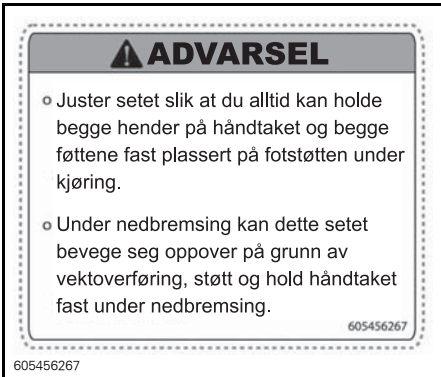 ADVARSEL
Juster setet slik at du alltid kan holde
begge hender på håndtaket og begge
føttene fast plassert på fotstøtten under
kjøring.
Under nedbremsing kan dette setet
bevege seg oppover på grunn av
vektoverføring, støtt og hold håndtaket
fast under nedbremsing.
605456267
605456267